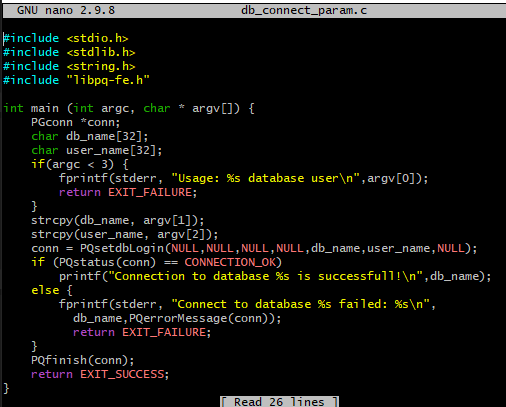 GNU nano 2.9.8 db_connect_param.c
#include <stdio.h>
#include <stdlib.h>
#include <string.h>
#include "libpq-fe.h"
int main (int argc, char * argv[]) {
    PGconn *conn;
    char db_name[32];
    char user_name[32];
    if(argc < 3) {
        fprintf(stderr, "Usage: %s database user\n",argv[0]);
        return EXIT_FAILURE;
    }
    strcpy(db_name, argv[1]);
    strcpy(user_name, argv[2]);
    conn = PQsetdbLogin(NULL,NULL,NULL,NULL,db_name,user_name,NULL);
    if (PQstatus(conn) == CONNECTION_OK)
        printf("Connection to database %s is successfull!\n",db_name);
    else {
        fprintf(stderr, "Connect to database %s failed: %s\n",
          db_name,PQerrorMessage(conn));
          return EXIT_FAILURE;
    }
    PQfinish(conn);
    return EXIT_SUCCESS;
}
[ Read 26 lines ]